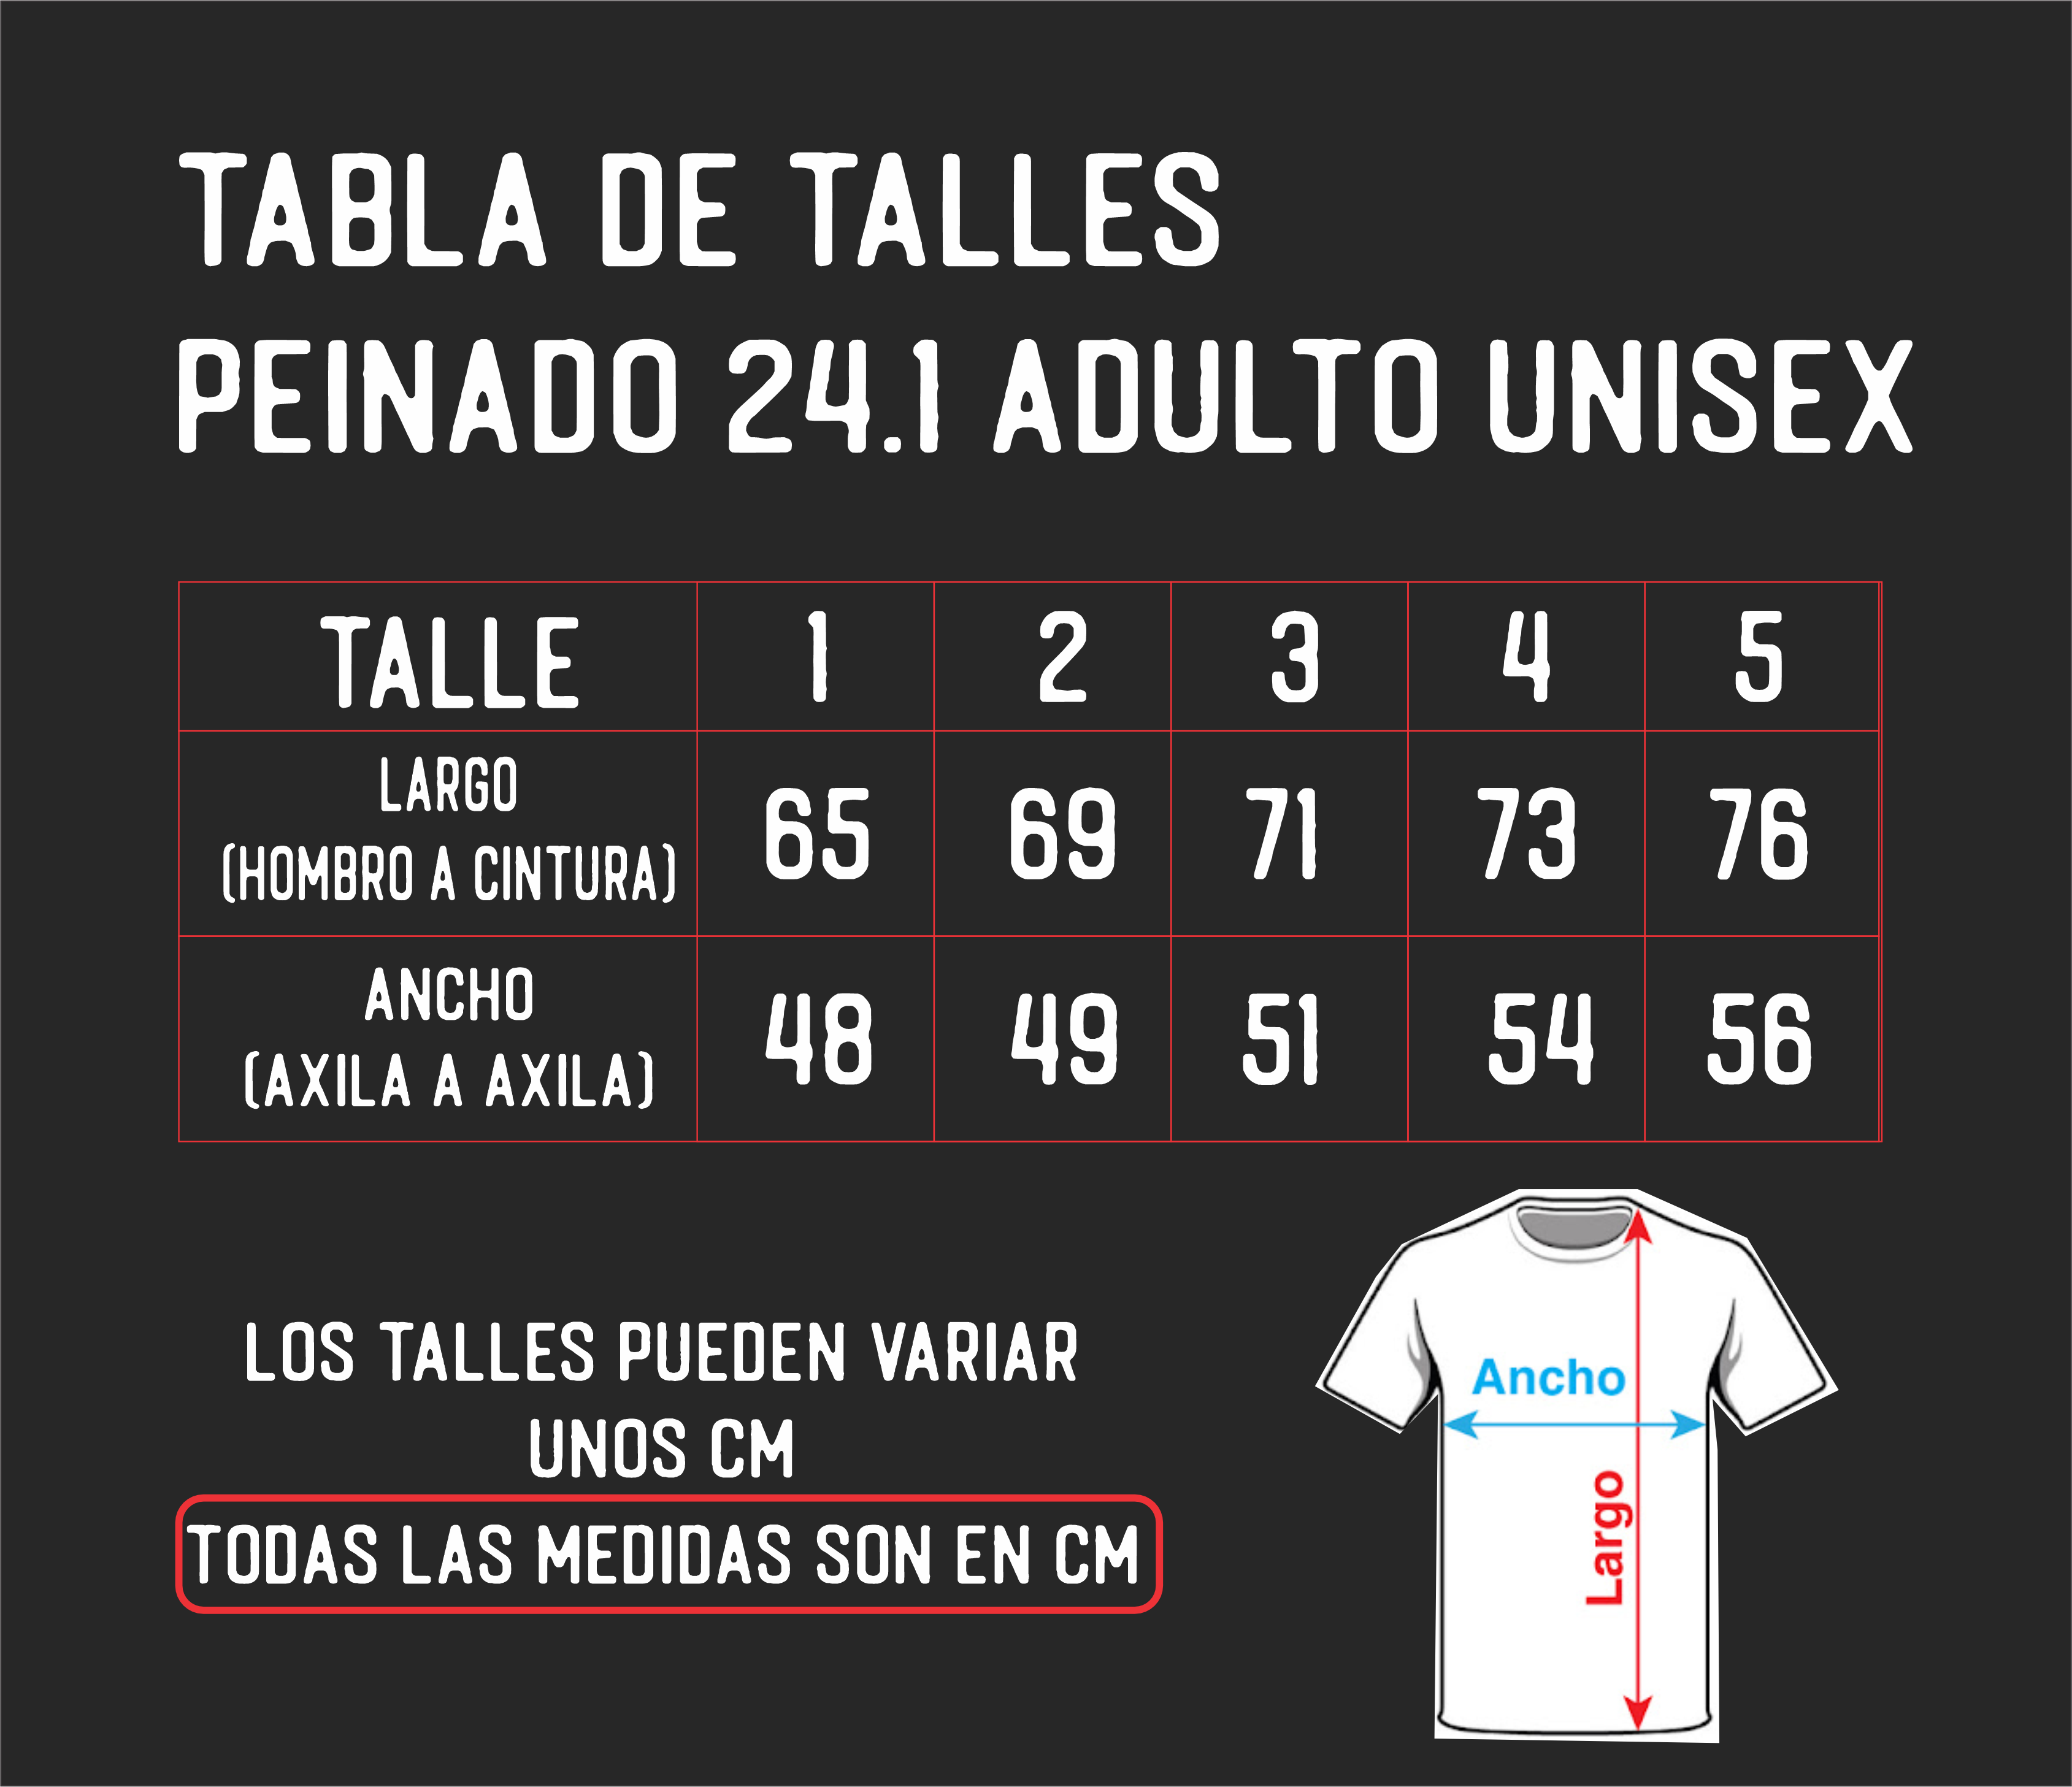 TABLA DE TALLES
PEINADO 24.1 ADULTO UNISEX
TALLE 1 2 3 4 5
LARGO
(HOMBRO A CINTURA) 65 69 71 73 76
ANCHO
(AXILA A AXILA) 48 49 51 54 56
LOS TALLES PUEDEN VARIAR
UNOS CM
TODAS LAS MEDIDAS SON EN CM
Ancho
Largo